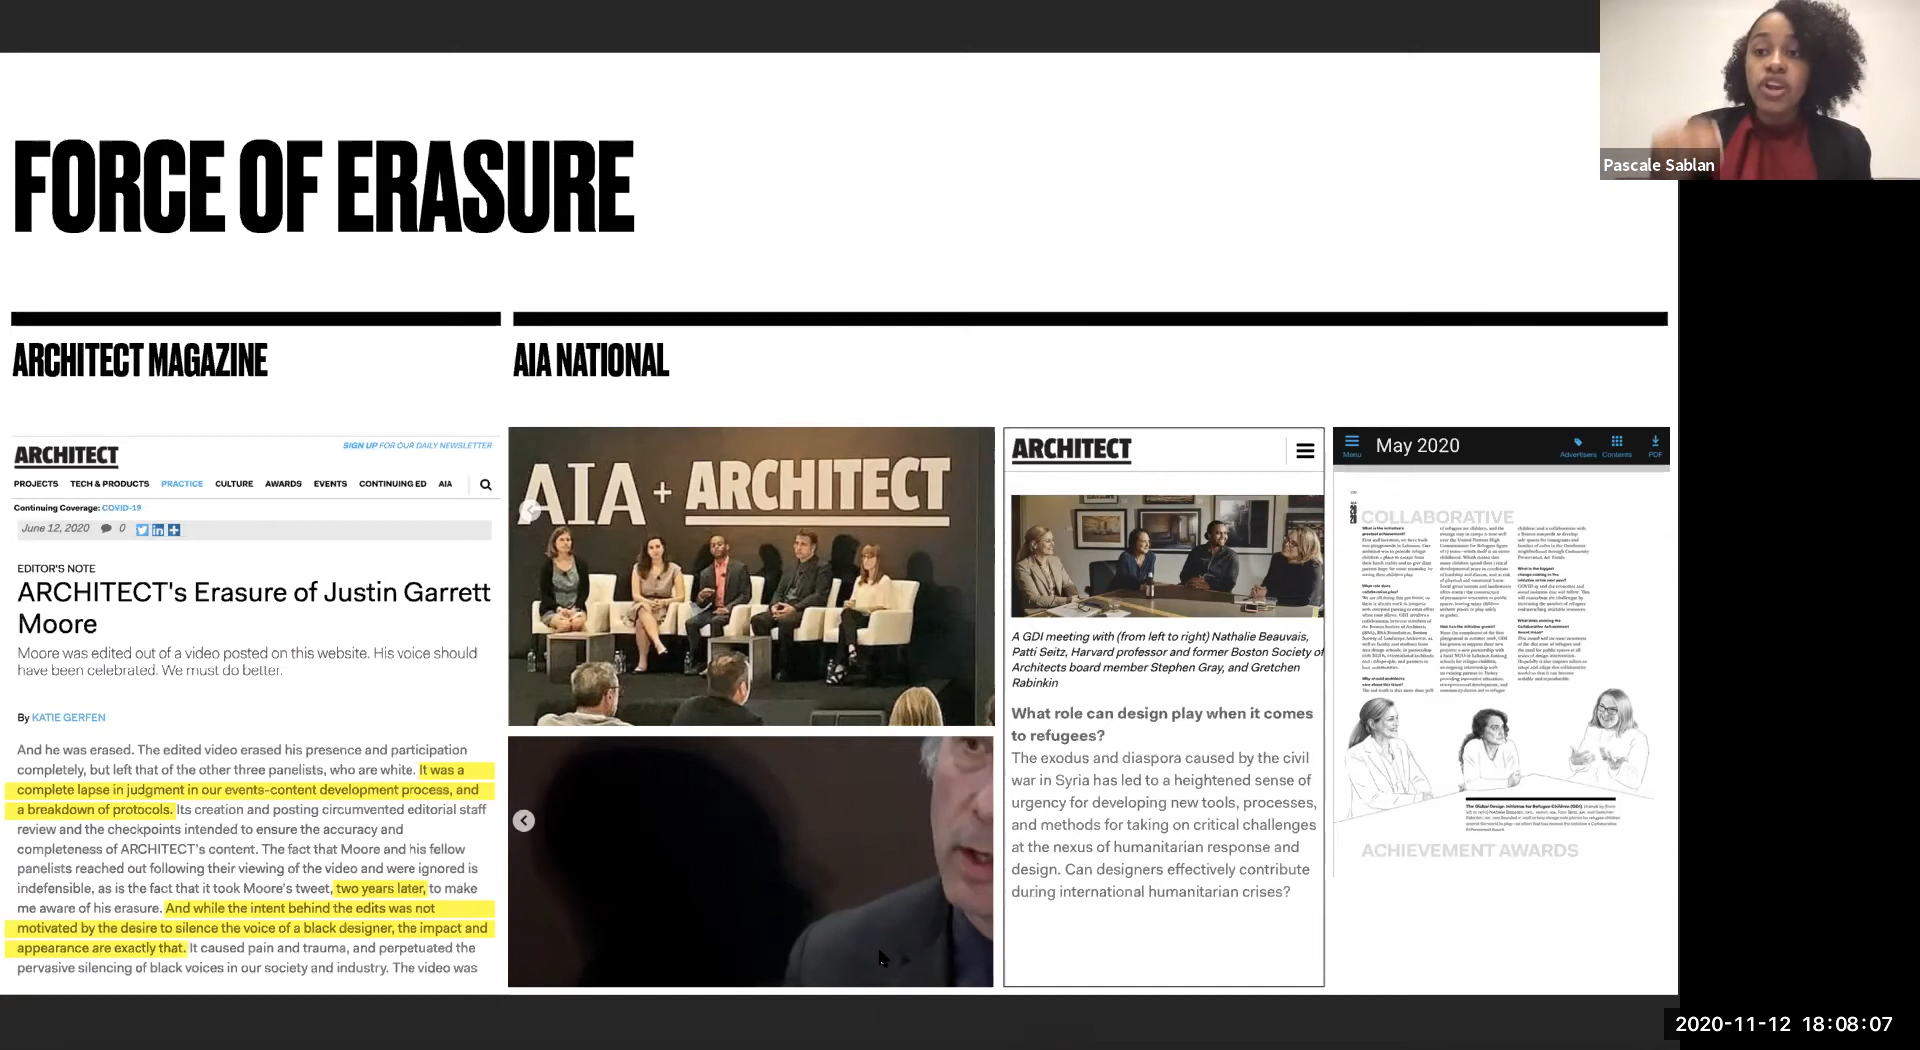 Pascale Sablan
FORCE OF ERASURE
ARCHITECT MAGAZINE
AIA NATIONAL
SIGN UP FOR OUR DAILY NEWSLETTER
ARCHITECT
PROJECTS TECH & PRODUCTS PRACTICE CULTURE AWARDS EVENTS CONTINUING ED AIA
Continuing Coverage: COVID-19
June 12, 2020 0
EDITOR'S NOTE
ARCHITECT's Erasure of Justin Garrett
Moore
Moore was edited out of a video posted on this website. His voice should
have been celebrated. We must do better.
By KATIE GERFEN
And he was erased. The edited video erased his presence and participation
completely, but left that of the other three panelists, who are white. It was a
complete lapse in judgment in our events-content development process, and
a breakdown of protocols. Its creation and posting circumvented editorial staff
review and the checkpoints intended to ensure the accuracy and
completeness of ARCHITECT's content. The fact that Moore and his fellow
panelists reached out following their viewing of the video and were ignored is
indefensible, as is the fact that it took Moore's tweet, two years later, to make
me aware of his erasure. And while the intent behind the edits was not
motivated by the desire to silence the voice of a black designer, the impact and
appearance are exactly that. It caused pain and trauma, and perpetuated the
pervasive silencing of black voices in our society and industry. The video was
AIA + ARCHITECT
ARCHITECT
A GDI meeting with (from left to right) Nathalie Beauvais,
Patti Seitz, Harvard professor and former Boston Society of
Architects board member Stephen Gray, and Gretchen
Rabinkin
What role can design play when it comes
to refugees?
The exodus and diaspora caused by the civil
war in Syria has led to a heightened sense of
urgency for developing new tools, processes,
and methods for taking on critical challenges
at the nexus of humanitarian response and
design. Can designers effectively contribute
during international humanitarian crises?
Menu May 2020 Advertisers Contents PDF
COLLABORATIVE
ACHIEVEMENT AWARDS
2020-11-12 18:08:07